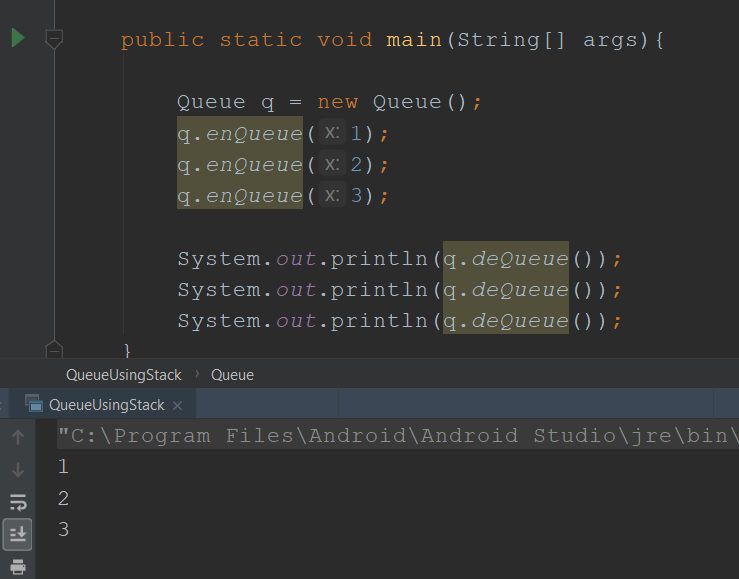 public static void main(String[] args){
Queue q = new Queue();
q.enQueue( x: 1);
q.enQueue( x: 2);
q.enQueue( x: 3);
System.out.println(q.deQueue());
System.out.println(q.deQueue());
System.out.println(q.deQueue());
}
QueueUsingStack › Queue
QueueUsingStack ×
"C:\Program Files\Android\Android Studio\jre\bin\
1
2
3